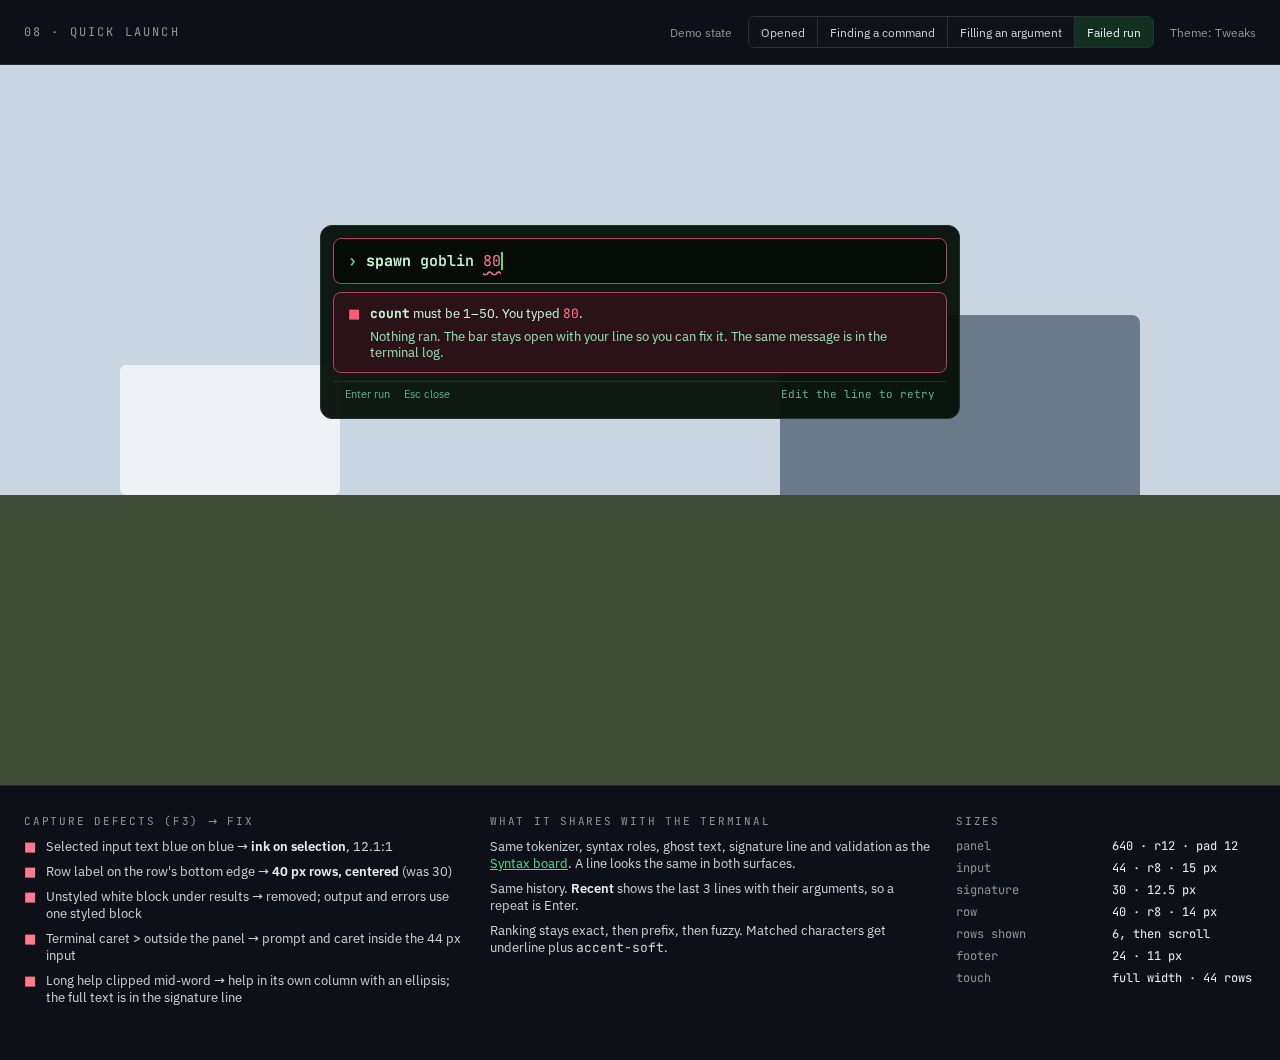 08 · QUICK LAUNCH
Demo state
Opened
Finding a command
Filling an argument
Failed run
Theme: Tweaks
› spawn goblin 80
count must be 1–50. You typed 80.
Nothing ran. The bar stays open with your line so you can fix it. The same message is in the
terminal log.
Enter run
Esc close
Edit the line to retry
CAPTURE DEFECTS (F3) → FIX
Selected input text blue on blue → ink on selection, 12.1:1
Row label on the row's bottom edge → 40 px rows, centered (was 30)
Unstyled white block under results → removed; output and errors use
one styled block
Terminal caret > outside the panel → prompt and caret inside the 44 px
input
Long help clipped mid-word → help in its own column with an ellipsis;
the full text is in the signature line
WHAT IT SHARES WITH THE TERMINAL
Same tokenizer, syntax roles, ghost text, signature line and validation as the
Syntax board. A line looks the same in both surfaces.
Same history. Recent shows the last 3 lines with their arguments, so a
repeat is Enter.
Ranking stays exact, then prefix, then fuzzy. Matched characters get
underline plus accent-soft.
SIZES
panel 640 · r12 · pad 12
input 44 · r8 · 15 px
signature 30 · 12.5 px
row 40 · r8 · 14 px
rows shown 6, then scroll
footer 24 · 11 px
touch full width · 44 rows